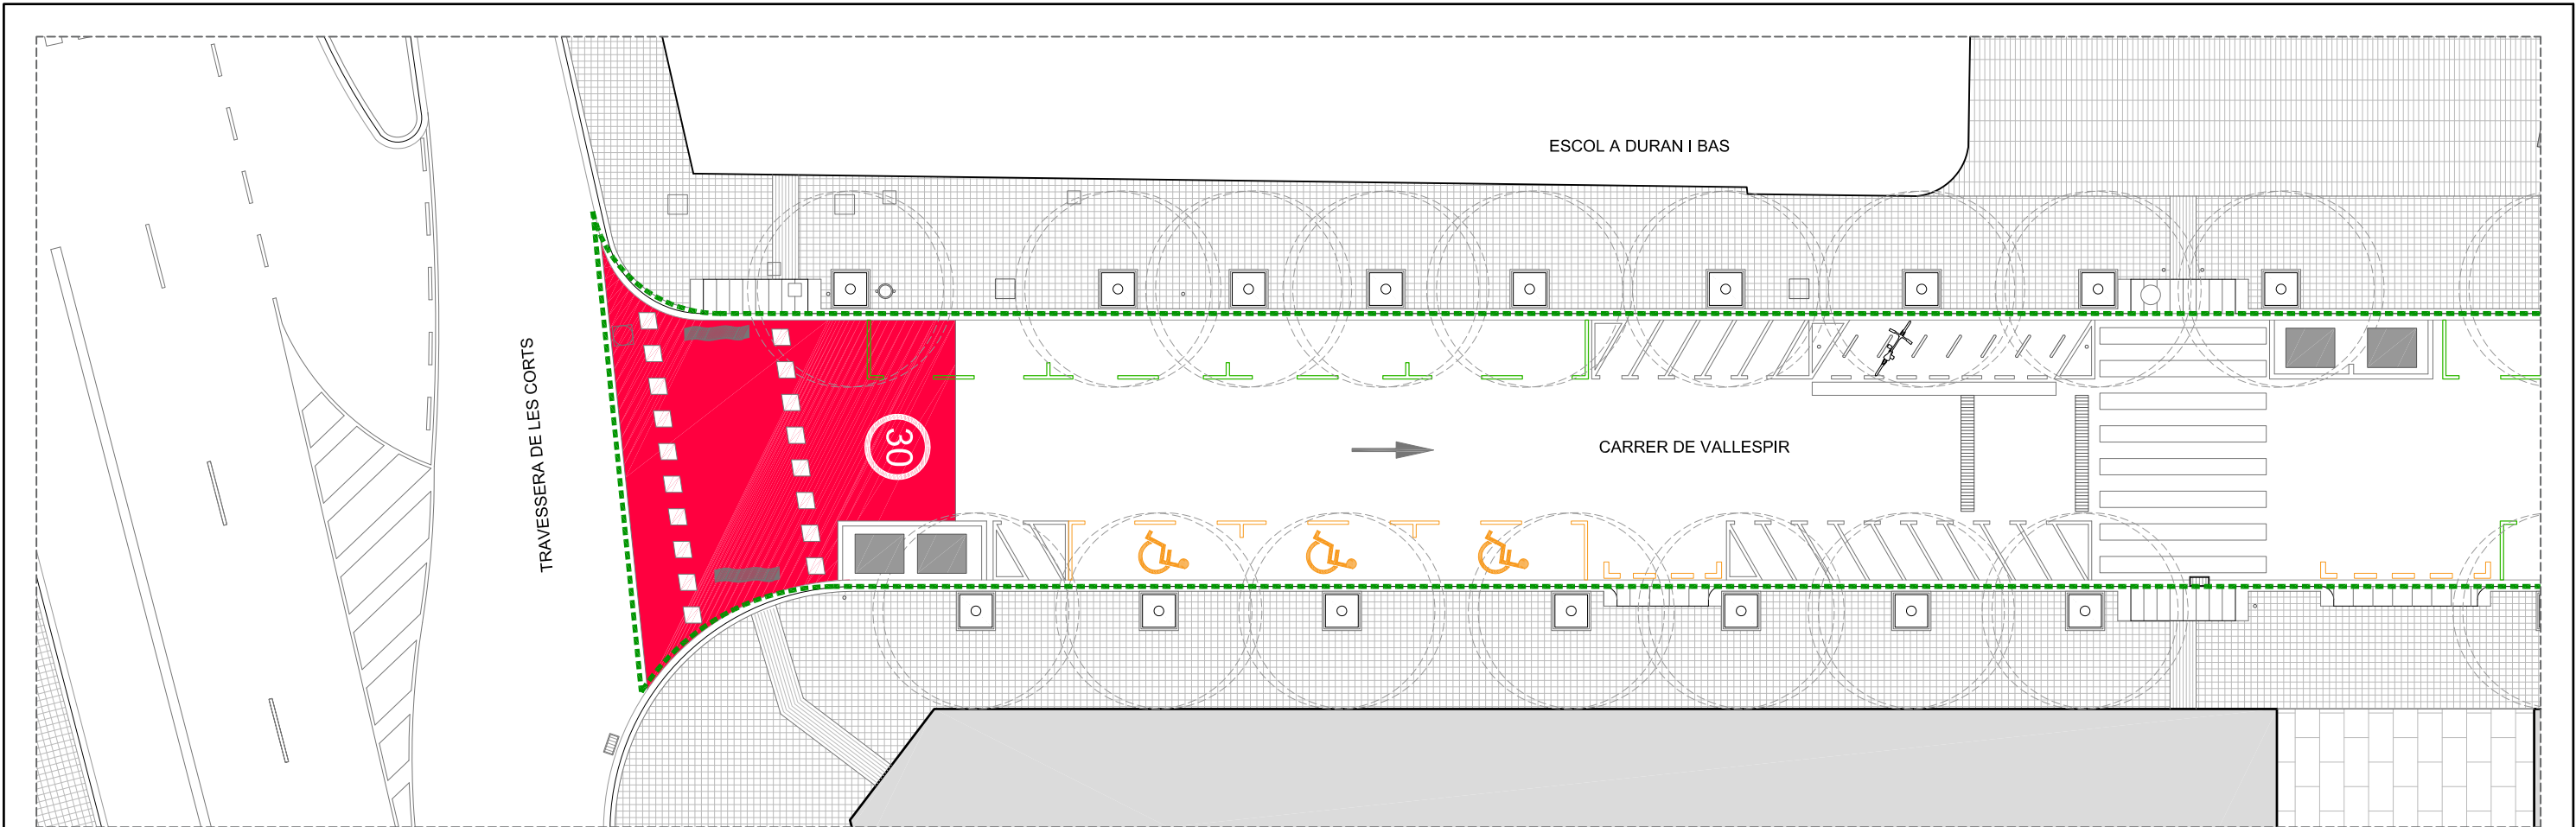 ESCOL A DURAN I BAS
TRAVESSERA DE LES CORTS
30
CARRER DE VALLESPIR